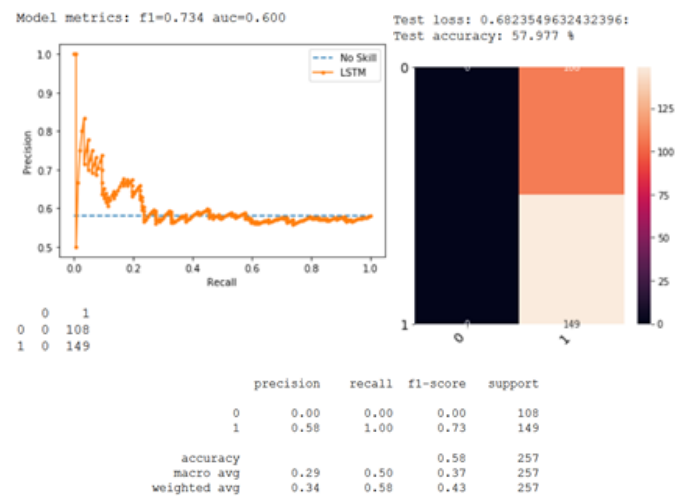 Model metrics: f1=0.734 auc=0.600
Test loss: 0.6823549632432396:
Test accuracy: 57.977 %
1.0
0.9
0.8
0.7
0.6
0.5
Precision
0.0 0.2 0.4 0.6 0.8 1.0
Recall
No Skill
LSTM
0
1
0
149
0 1
125
100
75
50
25
0
0 1
0 0 108
1 0 149
precision recall f1-score support
0 0.00 0.00 0.00 108
1 0.58 1.00 0.73 149
accuracy 0.58 257
macro avg 0.29 0.50 0.37 257
weighted avg 0.34 0.58 0.43 257